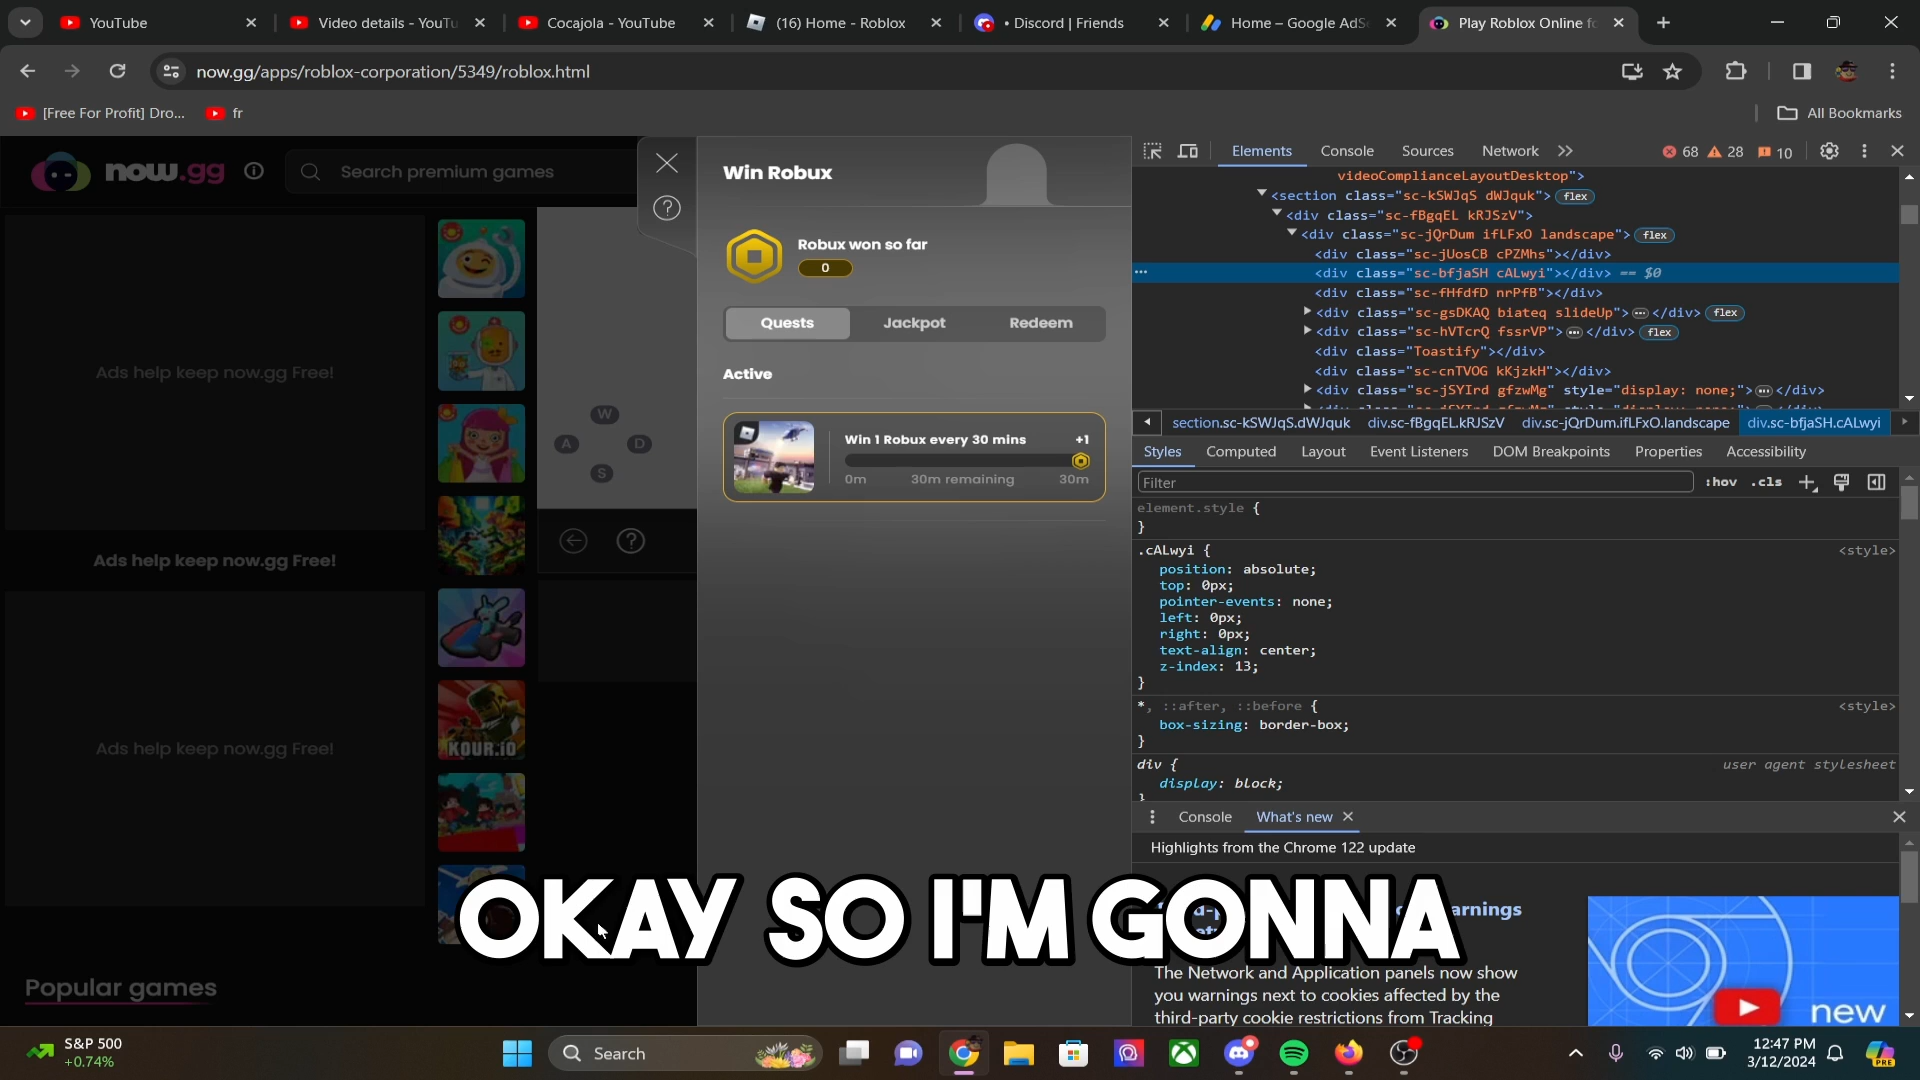 YouTube
Video details - YouTu
Cocajola - YouTube
(16) Home - Roblox
• Discord | Friends
Home – Google AdS
Play Roblox Online fo
now.gg/apps/roblox-corporation/5349/roblox.html
[Free For Profit] Dro...
fr
All Bookmarks
now.gg
Search premium games
Ads help keep now.gg Free!
Ads help keep now.gg Free!
Ads help keep now.gg Free!
W
A
D
S
KOUR.IO
Popular games
Win Robux
Robux won so far
0
Quests
Jackpot
Redeem
Active
Win 1 Robux every 30 mins +1
0m 30m remaining 30m
Elements Console Sources Network 68 28 10
videoComplianceLayoutDesktop">
<section class="sc-kSWJqS dWJquk"> flex
<div class="sc-fBgqEL kRJSzV">
<div class="sc-jQrDum ifLFxO landscape"> flex
<div class="sc-jUosCB cPZMhs"></div>
<div class="sc-bfjaSH cALwyi"></div> == $0
<div class="sc-fHfdfD nrPfB"></div>
<div class="sc-gsDKAQ biateq slideUp"> … </div> flex
<div class="sc-hVTcrQ fssrVP"> … </div> flex
<div class="Toastify"></div>
<div class="sc-cnTVOG kKjzkH"></div>
<div class="sc-jSYIrd gfzwMg" style="display: none;"> … </div>
section.sc-kSWJqS.dWJquk div.sc-fBgqEL.kRJSzV div.sc-jQrDum.ifLFxO.landscape div.sc-bfjaSH.cALwyi
Styles Computed Layout Event Listeners DOM Breakpoints Properties Accessibility
Filter :hov .cls
element.style {
}
.cALwyi { <style>
position: absolute;
top: 0px;
pointer-events: none;
left: 0px;
right: 0px;
text-align: center;
z-index: 13;
}
*, ::after, ::before { <style>
box-sizing: border-box;
}
div { user agent stylesheet
display: block;
}
Console What's new
Highlights from the Chrome 122 update
OKAY SO I'M GONNA
The Network and Application panels now show
you warnings next to cookies affected by the
third-party cookie restrictions from Tracking
new
S&P 500
+0.74%
Search
12:47 PM
3/12/2024
PRE